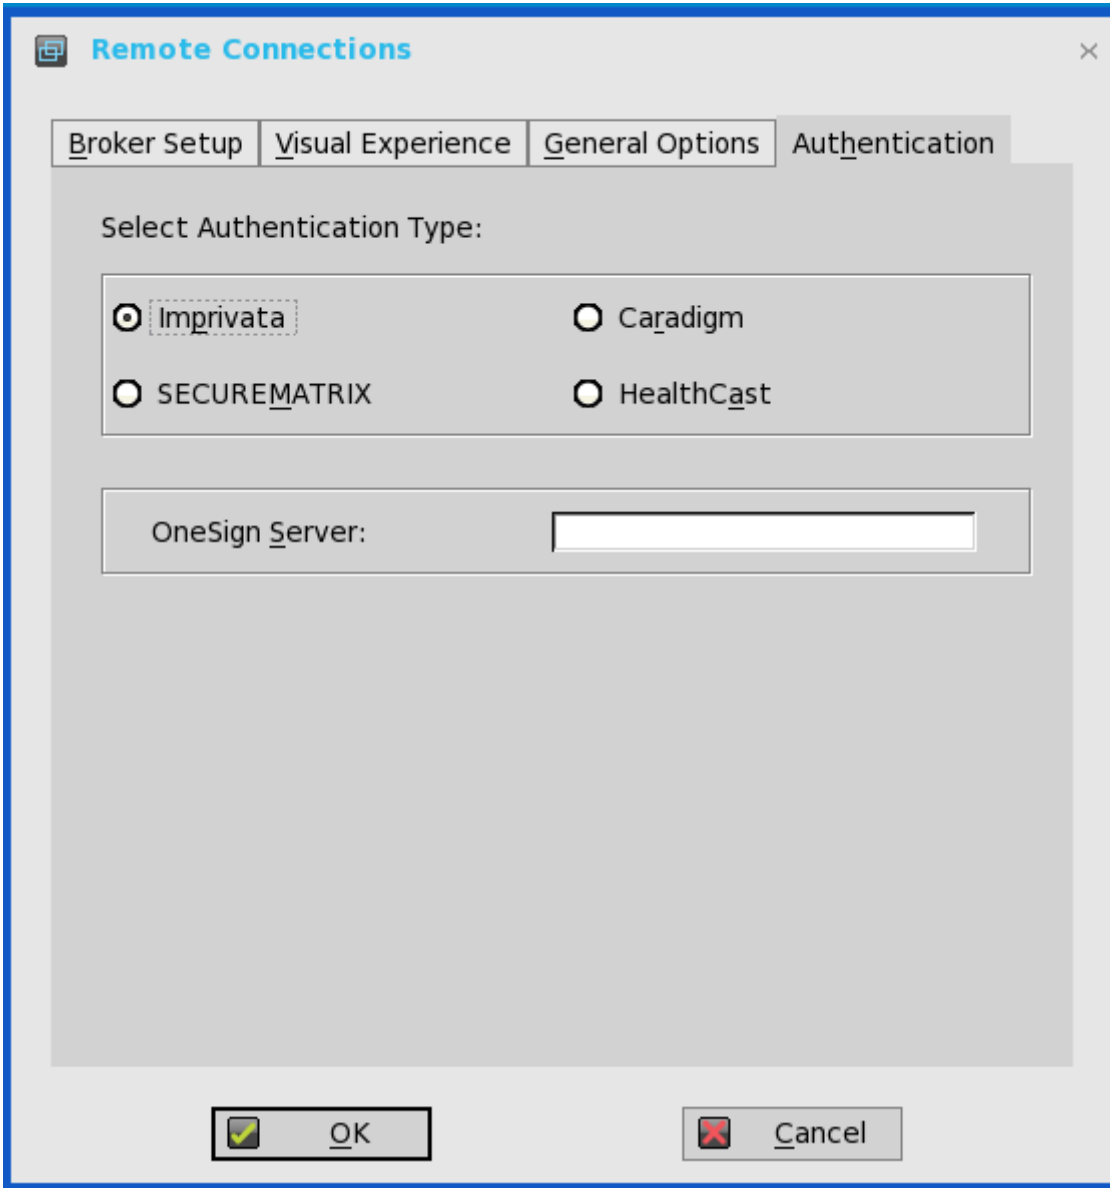 Remote Connections
Broker Setup Visual Experience General Options Authentication
Select Authentication Type:
Imprivata Caradigm
SECUREMATRIX HealthCast
OneSign Server:
OK Cancel